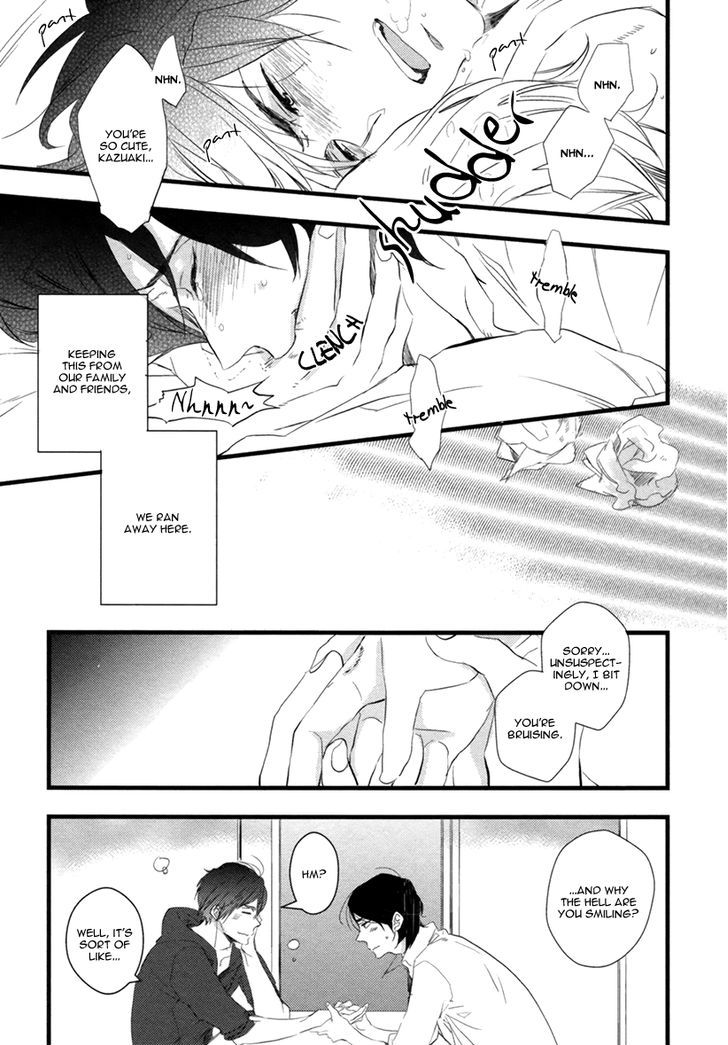 pant
pant
NHN.
NHN.
YOU'RE
SO CUTE,
KAZUAKI...
pant
NHN...
shudder
tremble
CLENCH
KEEPING
THIS FROM
OUR FAMILY
AND FRIENDS,
Nhnnnn~
tremble
WE RAN
AWAY HERE.
SORRY...
UNSUSPECT-
INGLY, I BIT
DOWN...
YOU'RE
BRUISING.
...AND WHY
THE HELL ARE
YOU SMILING?
HM?
WELL, IT'S
SORT OF
LIKE...